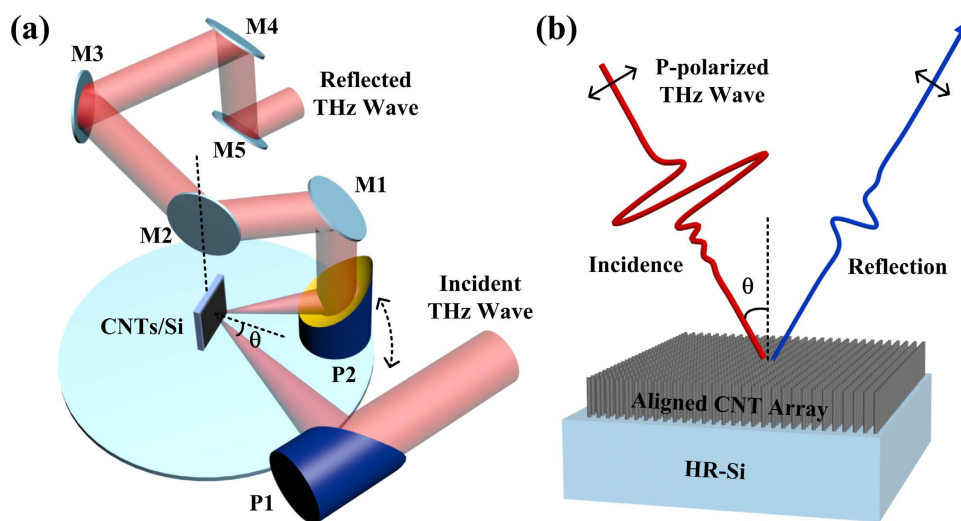 (a)
M4
M3
Reflected
THz Wave
M5
M1
M2
Incident
THz Wave
CNTs/Si
θ
P2
P1
(b)
P-polarized
THz Wave
Incidence
θ
Reflection
Aligned CNT Array
HR-Si